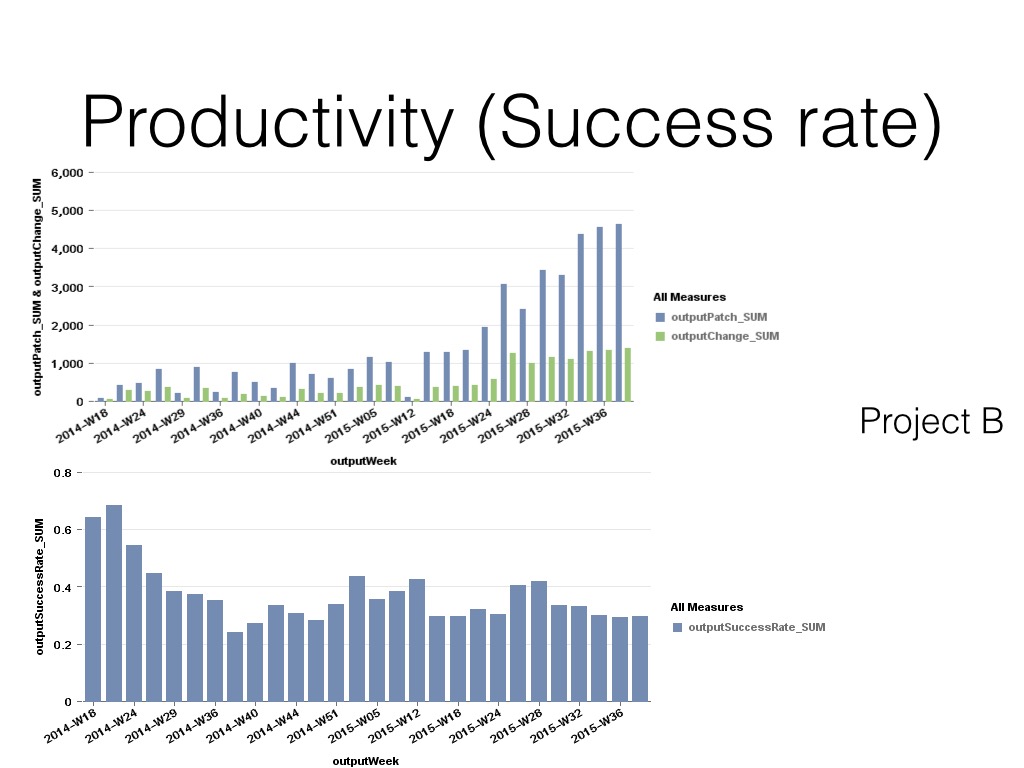 Productivity (Success rate)
outputPatch_SUM & outputChange_SUM
6,000
5,000
4,000
3,000
2,000
1,000
0
2014-W18
2014-W24
2014-W29
2014-W36
2014-W40
2014-W44
2014-W51
2015-W05
2015-W12
2015-W18
2015-W24
2015-W28
2015-W32
2015-W36
outputWeek
All Measures
outputPatch_SUM
outputChange_SUM
Project B
outputSuccessRate_SUM
0.8
0.6
0.4
0.2
0
2014-W18
2014-W24
2014-W29
2014-W36
2014-W40
2014-W44
2014-W51
2015-W05
2015-W12
2015-W18
2015-W24
2015-W28
2015-W32
2015-W36
outputWeek
All Measures
outputSuccessRate_SUM